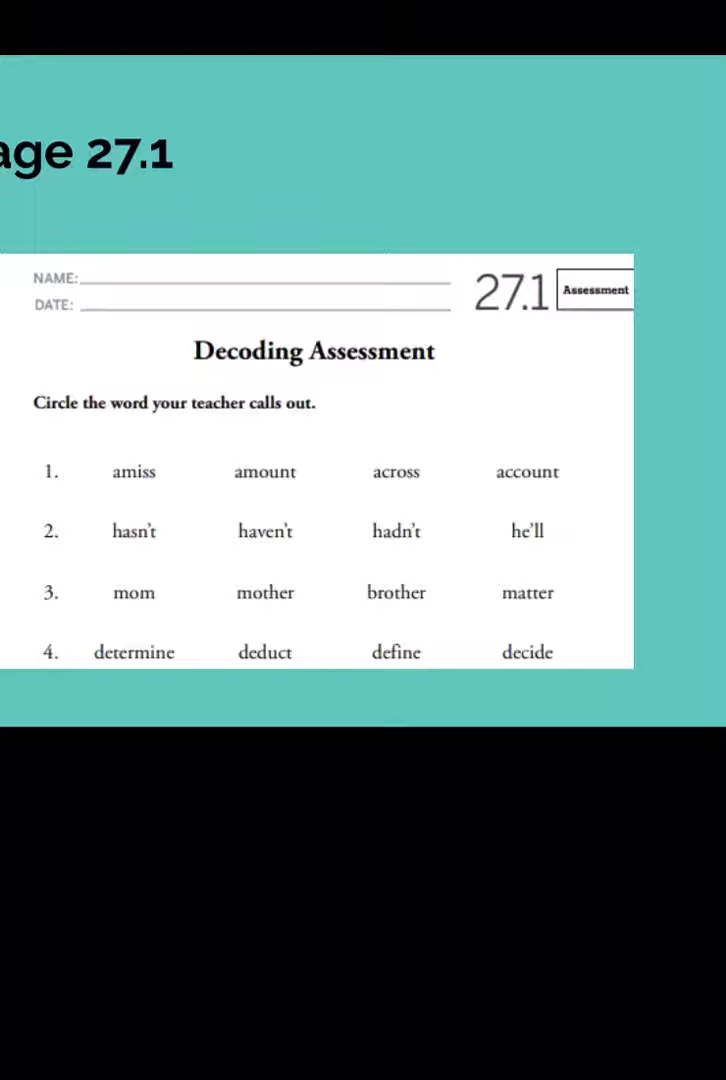 age 27.1
NAME:
DATE:
27.1 Assessment
Decoding Assessment
Circle the word your teacher calls out.
1. amiss amount across account
2. hasn't haven't hadn't he'll
3. mom mother brother matter
4. determine deduct define decide